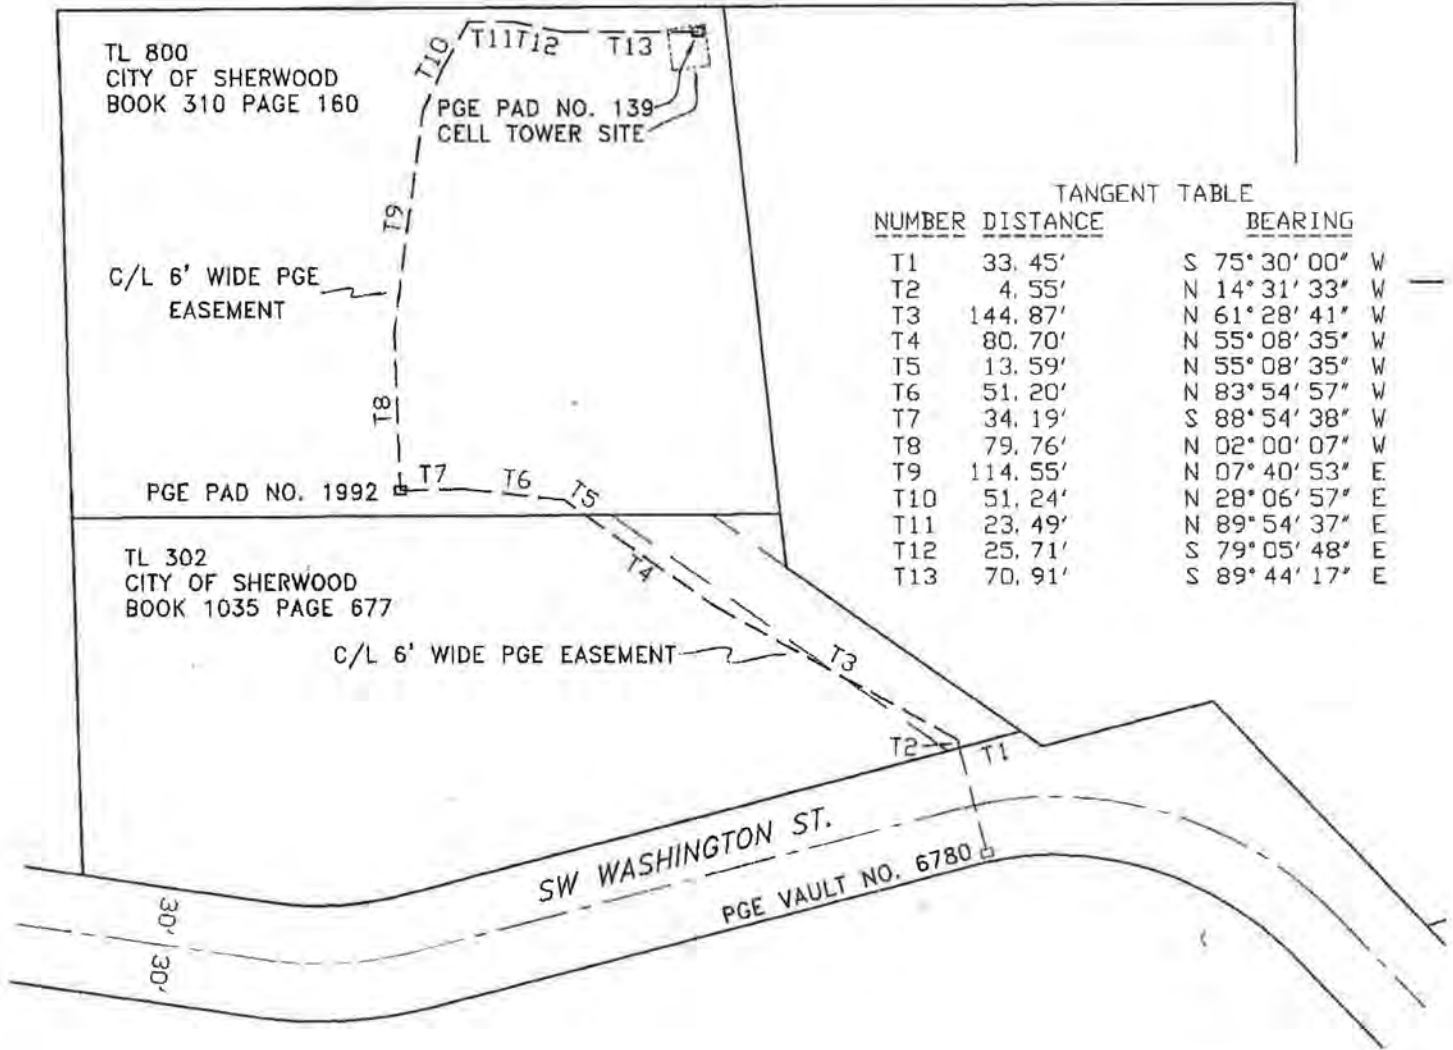 TL 800
CITY OF SHERWOOD
BOOK 310 PAGE 160
T10
T11
T12
T13
PGE PAD NO. 139
CELL TOWER SITE
T9
C/L 6' WIDE PGE
EASEMENT
T8
PGE PAD NO. 1992
T7
T6
T5
TL 302
CITY OF SHERWOOD
BOOK 1035 PAGE 677
T4
C/L 6' WIDE PGE EASEMENT
T3
T2
T1
SW WASHINGTON ST.
PGE VAULT NO. 6780
30'
30'
TANGENT TABLE
NUMBER DISTANCE BEARING
T1 33.45' S 75°30'00" W
T2 4.55' N 14°31'33" W
T3 144.87' N 61°28'41" W
T4 80.70' N 55°08'35" W
T5 13.59' N 55°08'35" W
T6 51.20' N 83°54'57" W
T7 34.19' S 88°54'38" W
T8 79.76' N 02°00'07" W
T9 114.55' N 07°40'53" E
T10 51.24' N 28°06'57" E
T11 23.49' N 89°54'37" E
T12 25.71' S 79°05'48" E
T13 70.91' S 89°44'17" E